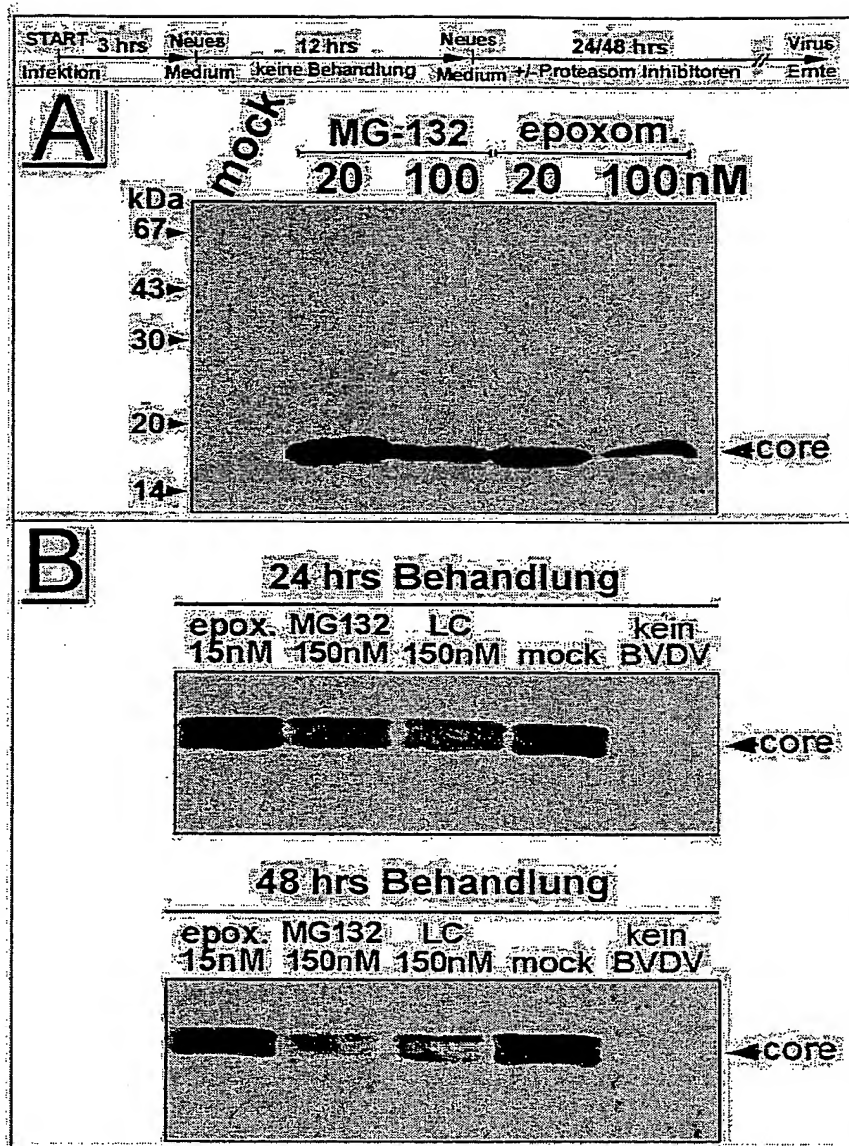 START 3 hrs Neues 12 hrs Neues 24/48 hrs Virus
Infektion Medium keine Behandlung Medium +/- Proteasom Inhibitoren Ernte
A
mock MG-132 epoxom.
20 100 20 100nM
kDa
67
43
30
20
14
core
B
24 hrs Behandlung
epox. MG132 LC kein
15nM 150nM 150nM mock BVDV
core
48 hrs Behandlung
epox. MG132 LC kein
15nM 150nM 150nM mock BVDV
core